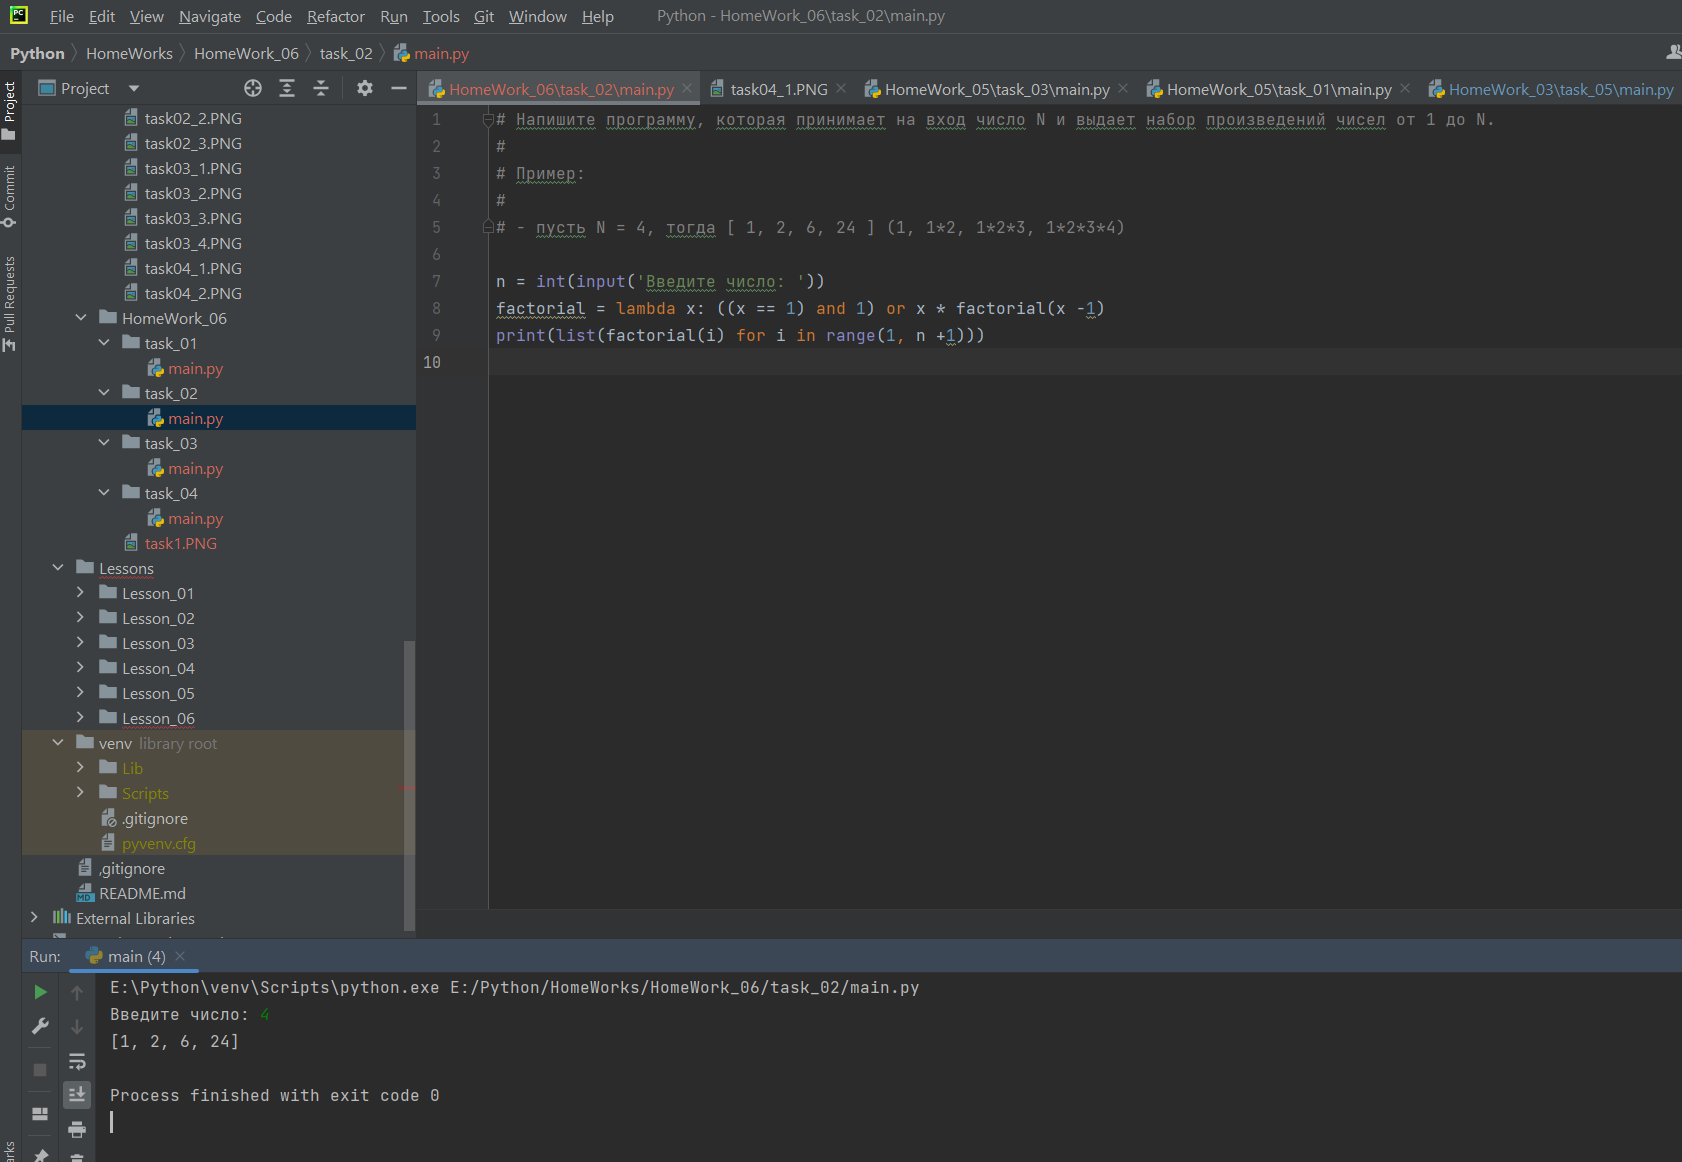 PC File Edit View Navigate Code Refactor Run Tools Git Window Help Python - HomeWork_06\task_02\main.py
Python HomeWorks HomeWork_06 task_02 main.py
Project
Commit
Pull Requests
Project
HomeWork_06\task_02\main.py task04_1.PNG HomeWork_05\task_03\main.py HomeWork_05\task_01\main.py HomeWork_03\task_05\main.py
task02_2.PNG
task02_3.PNG
task03_1.PNG
task03_2.PNG
task03_3.PNG
task03_4.PNG
task04_1.PNG
task04_2.PNG
HomeWork_06
task_01
main.py
task_02
main.py
task_03
main.py
task_04
main.py
task1.PNG
Lessons
Lesson_01
Lesson_02
Lesson_03
Lesson_04
Lesson_05
Lesson_06
venv library root
Lib
Scripts
.gitignore
pyvenv.cfg
,gitignore
README.md
External Libraries
1 # Напишите программу, которая принимает на вход число N и выдает набор произведений чисел от 1 до N.
2 #
3 # Пример:
4 #
5 # - пусть N = 4, тогда [ 1, 2, 6, 24 ] (1, 1*2, 1*2*3, 1*2*3*4)
6
7 n = int(input('Введите число: '))
8 factorial = lambda x: ((x == 1) and 1) or x * factorial(x -1)
9 print(list(factorial(i) for i in range(1, n +1)))
10
Run: main (4)
E:\Python\venv\Scripts\python.exe E:/Python/HomeWorks/HomeWork_06/task_02/main.py
Введите число: 4
[1, 2, 6, 24]
Process finished with exit code 0